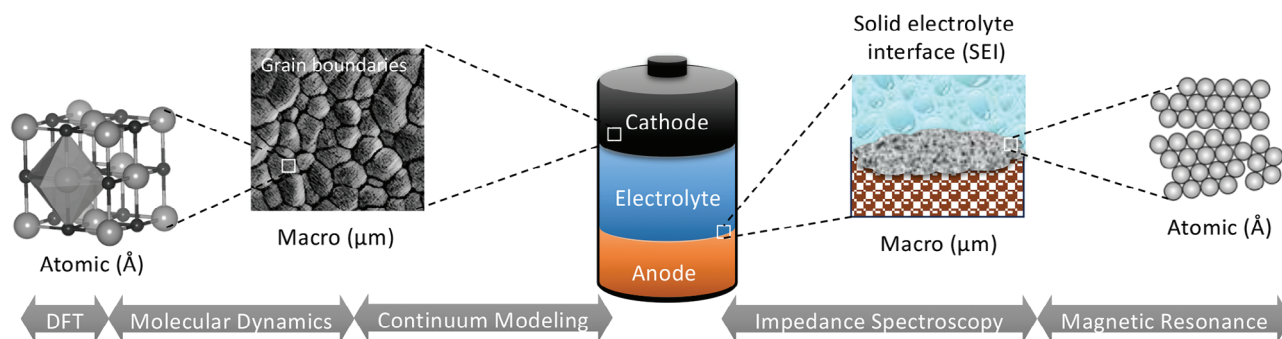 Solid electrolyte
interface (SEI)
Grain boundaries
Cathode
Electrolyte
Anode
Macro (μm)
Macro (μm)
Atomic (Å)
Atomic (Å)
DFT
Molecular Dynamics
Continuum Modeling
Impedance Spectroscopy
Magnetic Resonance